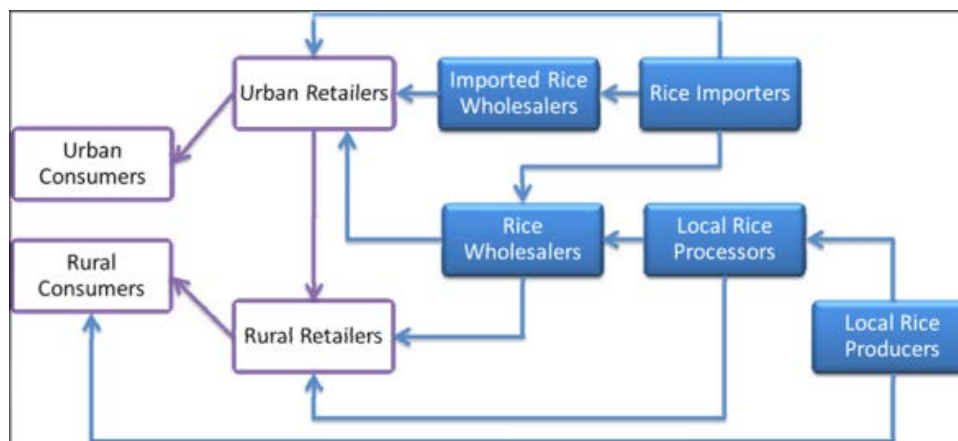 Urban Retailers
Imported Rice
Wholesalers
Rice Importers
Urban
Consumers
Rice
Wholesalers
Local Rice
Processors
Rural
Consumers
Rural Retailers
Local Rice
Producers